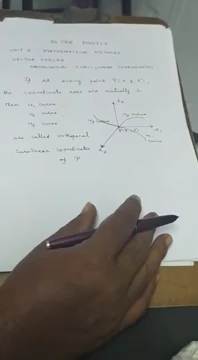 M.SC PHYSICS
UNIT 2 MATHEMATICAL METHODS
VECTOR
ORTHOGONAL CURVILINEAR COORDINATES
If At every point P(x,y,z),
the coordinate axes are mutually ⊥
Then u₁ curve
u₂ curve
u₃ curve
are called orthogonal
Curvilinear coordinates
of P